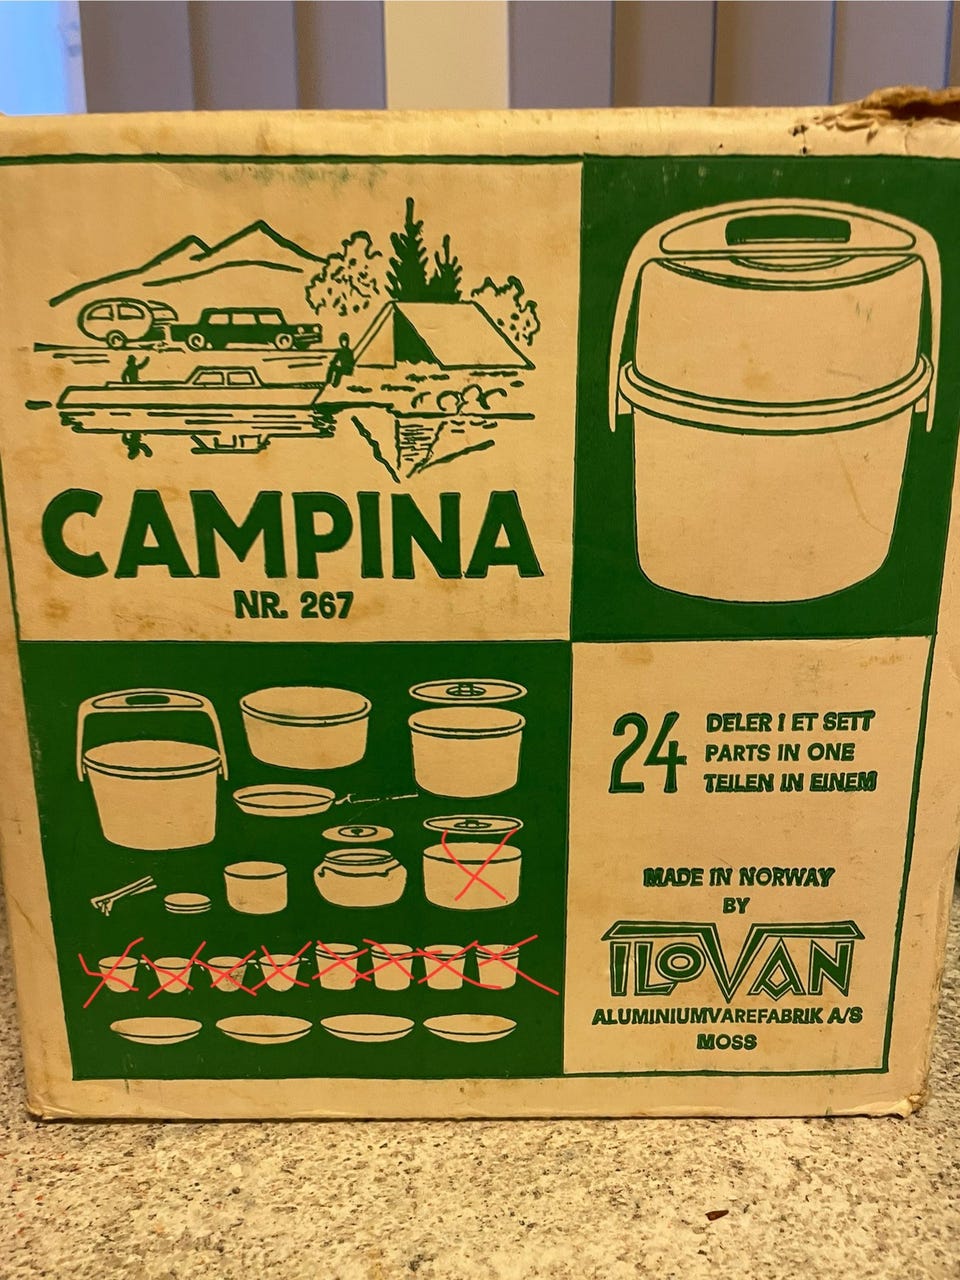 CAMPINA
NR. 267
24
DELER I ET SETT
PARTS IN ONE
TEILEN IN EINEM
MADE IN NORWAY
BY
ILOVAN
ALUMINIUMVAREFABRIK A/S
MOSS